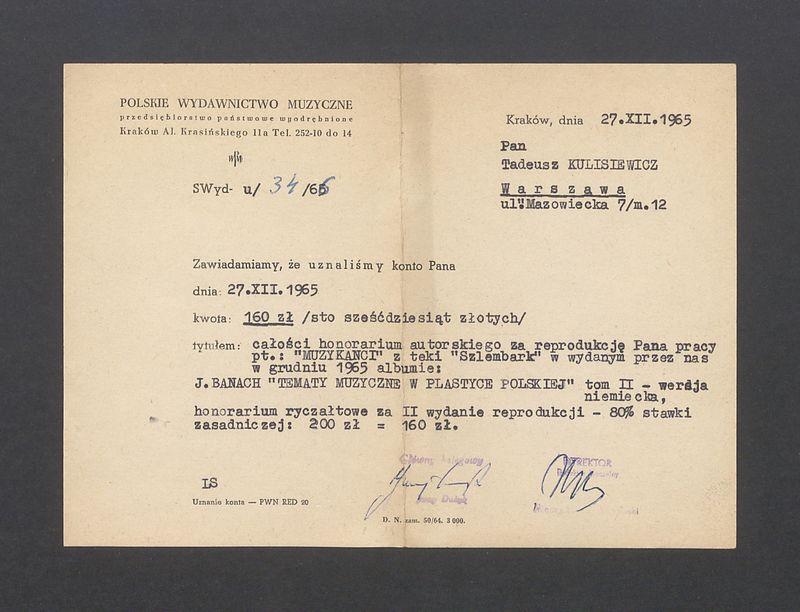 POLSKIE WYDAWNICTWO MUZYCZNE
przedsiębiorstwo państwowe wyodrębnione
Kraków Al. Krasińskiego 11a Tel. 252-10 do 14
Kraków, dnia 27.XII.1965
Pan
Tadeusz KULISIEWICZ
Warszawa
ul. Mazowiecka 7/m.12
SWyd- u/ 34 /66
Zawiadamiamy, że uznaliśmy konto Pana
dnia: 27.XII.1965
kwota: 160 zł /sto sześćdziesiąt złotych/
tytułem: całości honorarium autorskiego za reprodukcję Pana pracy
pt.: "MUZYKANCI" z teki "Szlembark" w wydanym przez nas
w grudniu 1965 albumie:
J.BANACH "TEMATY MUZYCZNE W PLASTYCE POLSKIEJ" tom II - wersja
niemiecka,
honorarium ryczałtowe za II wydanie reprodukcji - 80% stawki
zasadniczej: 200 zł = 160 zł.
Główny księgowy
DYREKTOR
LS
Uznanie konta — PWN RED 20
D. N. zam. 50/64. 3 000.